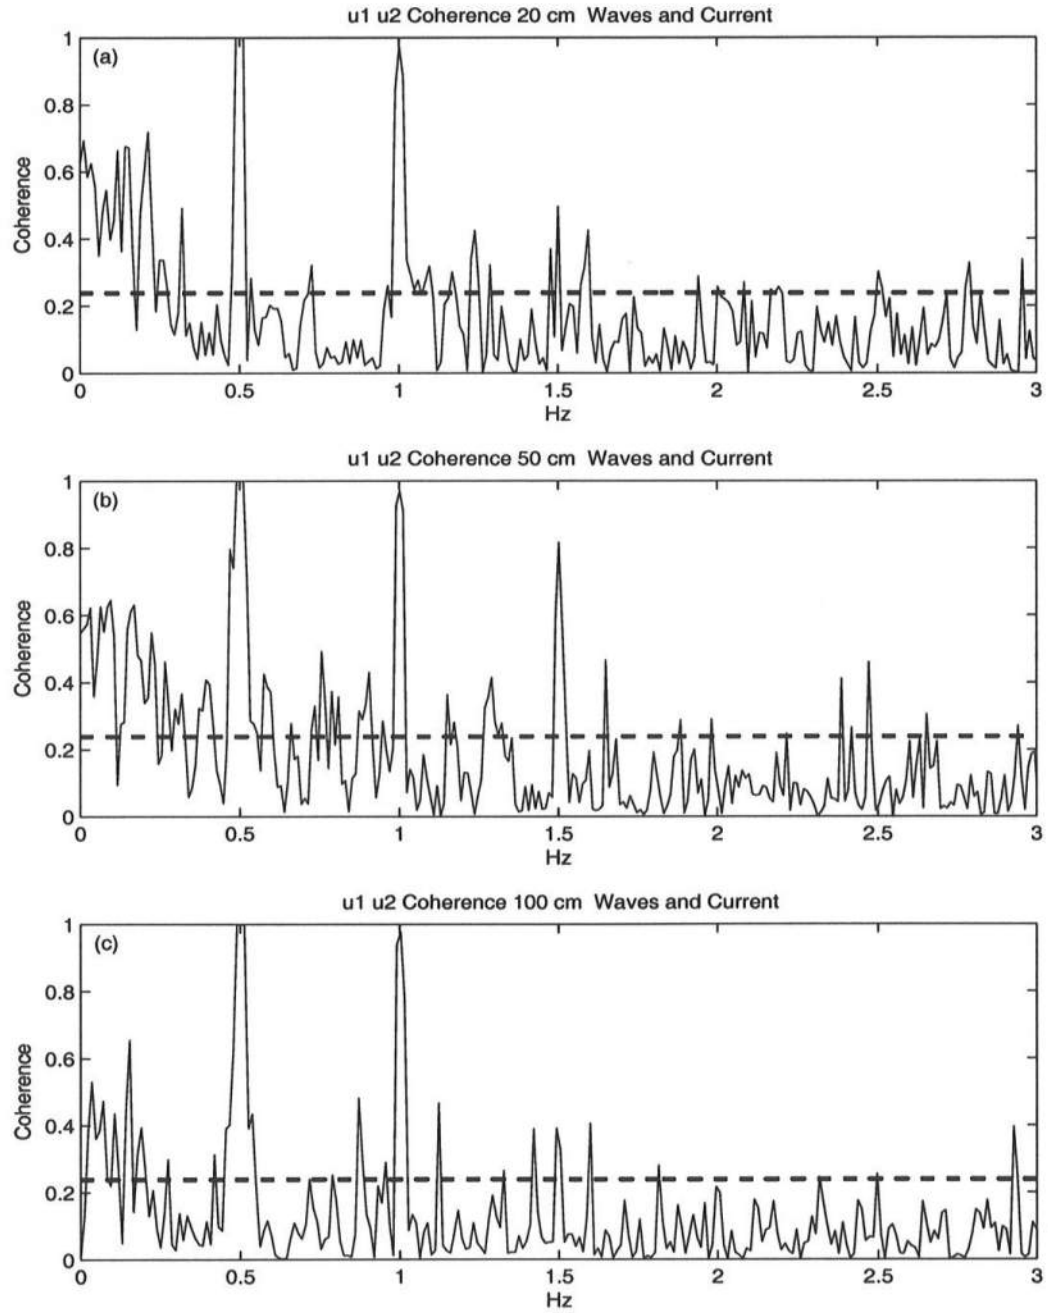 u1 u2 Coherence 20 cm Waves and Current
(a)
Coherence
1
0.8
0.6
0.4
0.2
0
0 0.5 1 1.5 2 2.5 3
Hz
u1 u2 Coherence 50 cm Waves and Current
(b)
Coherence
1
0.8
0.6
0.4
0.2
0
0 0.5 1 1.5 2 2.5 3
Hz
u1 u2 Coherence 100 cm Waves and Current
(c)
Coherence
1
0.8
0.6
0.4
0.2
0
0 0.5 1 1.5 2 2.5 3
Hz